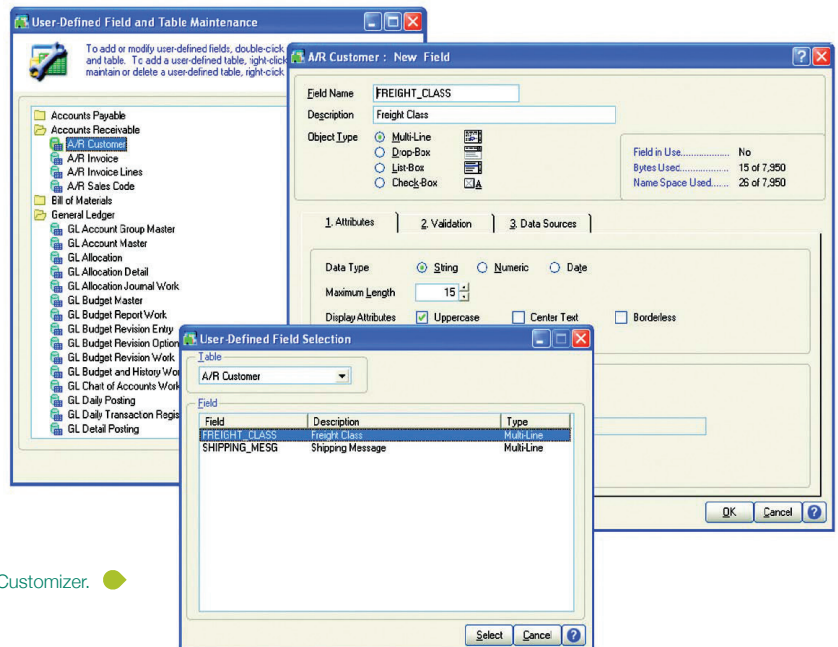 User-Defined Field and Table Maintenance
To add or modify user-defined fields, double-click
and table. To add a user-defined table, right-click
maintain or delete a user-defined table, right-click
Accounts Payable
Accounts Receivable
A/R Customer
A/R Invoice
A/R Invoice Lines
A/R Sales Code
Bill of Materials
General Ledger
GL Account Group Master
GL Account Master
GL Allocation
GL Allocation Detail
GL Allocation Journal Work
GL Budget Master
GL Budget Report Work
GL Budget Revision Entry
GL Budget Revision Option
GL Budget Revision Work
GL Budget and History Wor
GL Chart of Accounts Work
GL Daily Posting
GL Daily Transaction Regis
GL Detail Posting
A/R Customer : New Field
Field Name FREIGHT_CLASS
Description Freight Class
Object Type Multi-Line
Drop-Box
List-Box
Check-Box
Field in Use.................. No
Bytes Used.................. 15 of 7,950
Name Space Used....... 26 of 7,950
1. Attributes 2. Validation 3. Data Sources
Data Type String Numeric Date
Maximum Length 15
Display Attributes Uppercase Center Text Borderless
OK Cancel
User-Defined Field Selection
Table
A/R Customer
Field
Field Description Type
FREIGHT_CLASS Freight Class Multi-Line
SHIPPING_MESG Shipping Message Multi-Line
Select Cancel
Customizer.